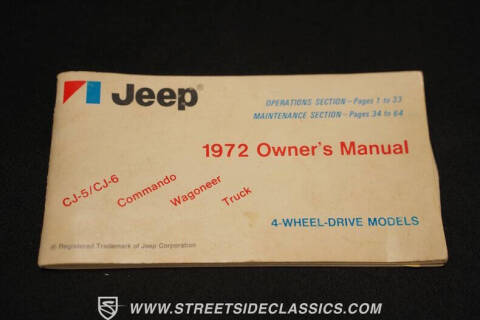 Jeep®
OPERATIONS SECTION – Pages 1 to 33
MAINTENANCE SECTION – Pages 34 to 64
1972 Owner's Manual
CJ-5/CJ-6
Commando
Wagoneer
Truck
4-WHEEL-DRIVE MODELS
® Registered Trademark of Jeep Corporation
WWW.STREETSIDECLASSICS.COM